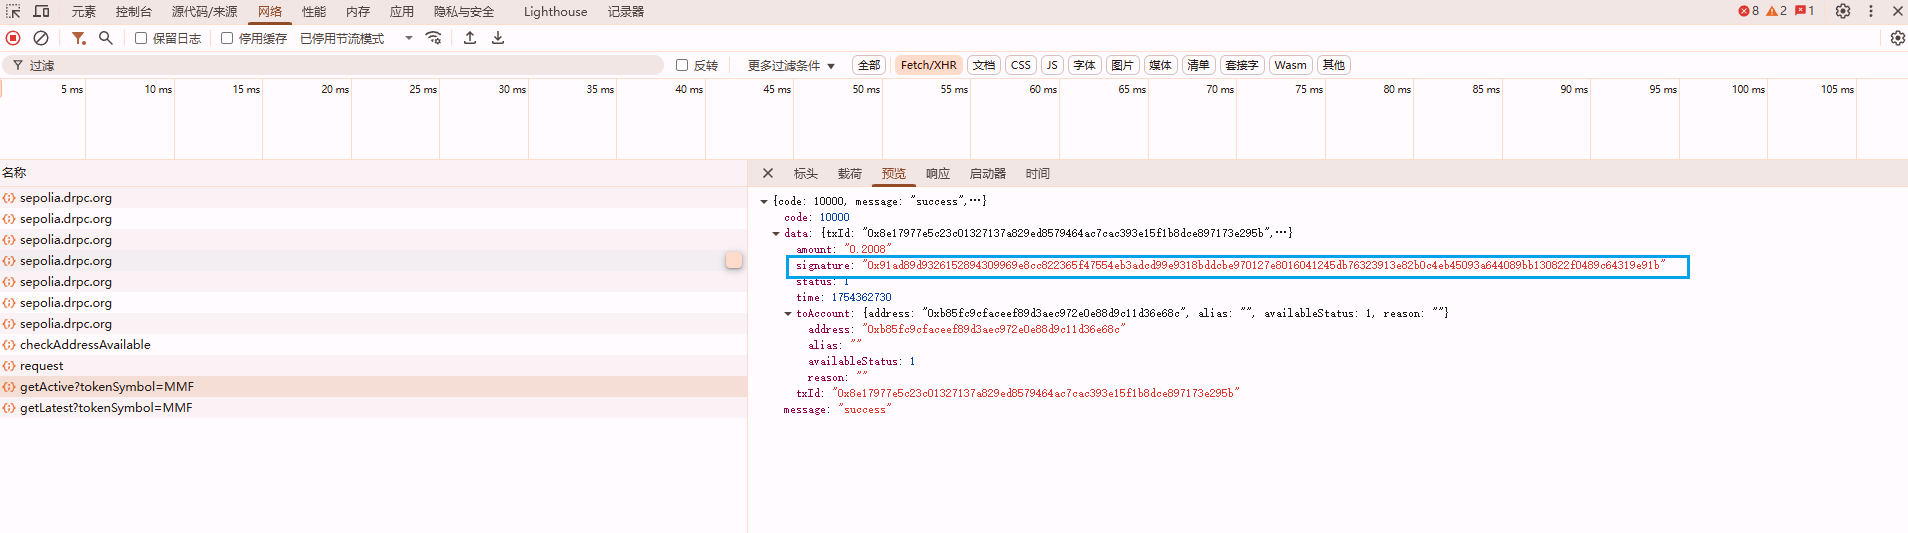 元素 控制台 源代码/来源 网络 性能 内存 应用 隐私与安全 Lighthouse 记录器 8 2 1
保留日志 停用缓存 已停用节流模式
过滤 反转 更多过滤条件 全部 Fetch/XHR 文档 CSS JS 字体 图片 媒体 清单 套接字 Wasm 其他
5 ms 10 ms 15 ms 20 ms 25 ms 30 ms 35 ms 40 ms 45 ms 50 ms 55 ms 60 ms 65 ms 70 ms 75 ms 80 ms 85 ms 90 ms 95 ms 100 ms 105 ms
名称
sepolia.drpc.org
sepolia.drpc.org
sepolia.drpc.org
sepolia.drpc.org
sepolia.drpc.org
sepolia.drpc.org
sepolia.drpc.org
checkAddressAvailable
request
getActive?tokenSymbol=MMF
getLatest?tokenSymbol=MMF
标头 载荷 预览 响应 启动器 时间
{code: 10000, message: "success",…}
code: 10000
data: {txId: "0x8e17977e5c23c01327137a829ed8579464ac7cac393e15f1b8dce897173e295b",…}
amount: "0.2008"
signature: "0x91ad89d9326152894309969e8cc822365f47554eb3adcd99e9318bddcbe970127e8016041245db76323913e82b0c4eb45093a644089bb130822f0489c64319e91b"
status: 1
time: 1754362730
toAccount: {address: "0xb85fc9cfaceef89d3aec972e0e88d9c11d36e68c", alias: "", availableStatus: 1, reason: ""}
address: "0xb85fc9cfaceef89d3aec972e0e88d9c11d36e68c"
alias: ""
availableStatus: 1
reason: ""
txId: "0x8e17977e5c23c01327137a829ed8579464ac7cac393e15f1b8dce897173e295b"
message: "success"